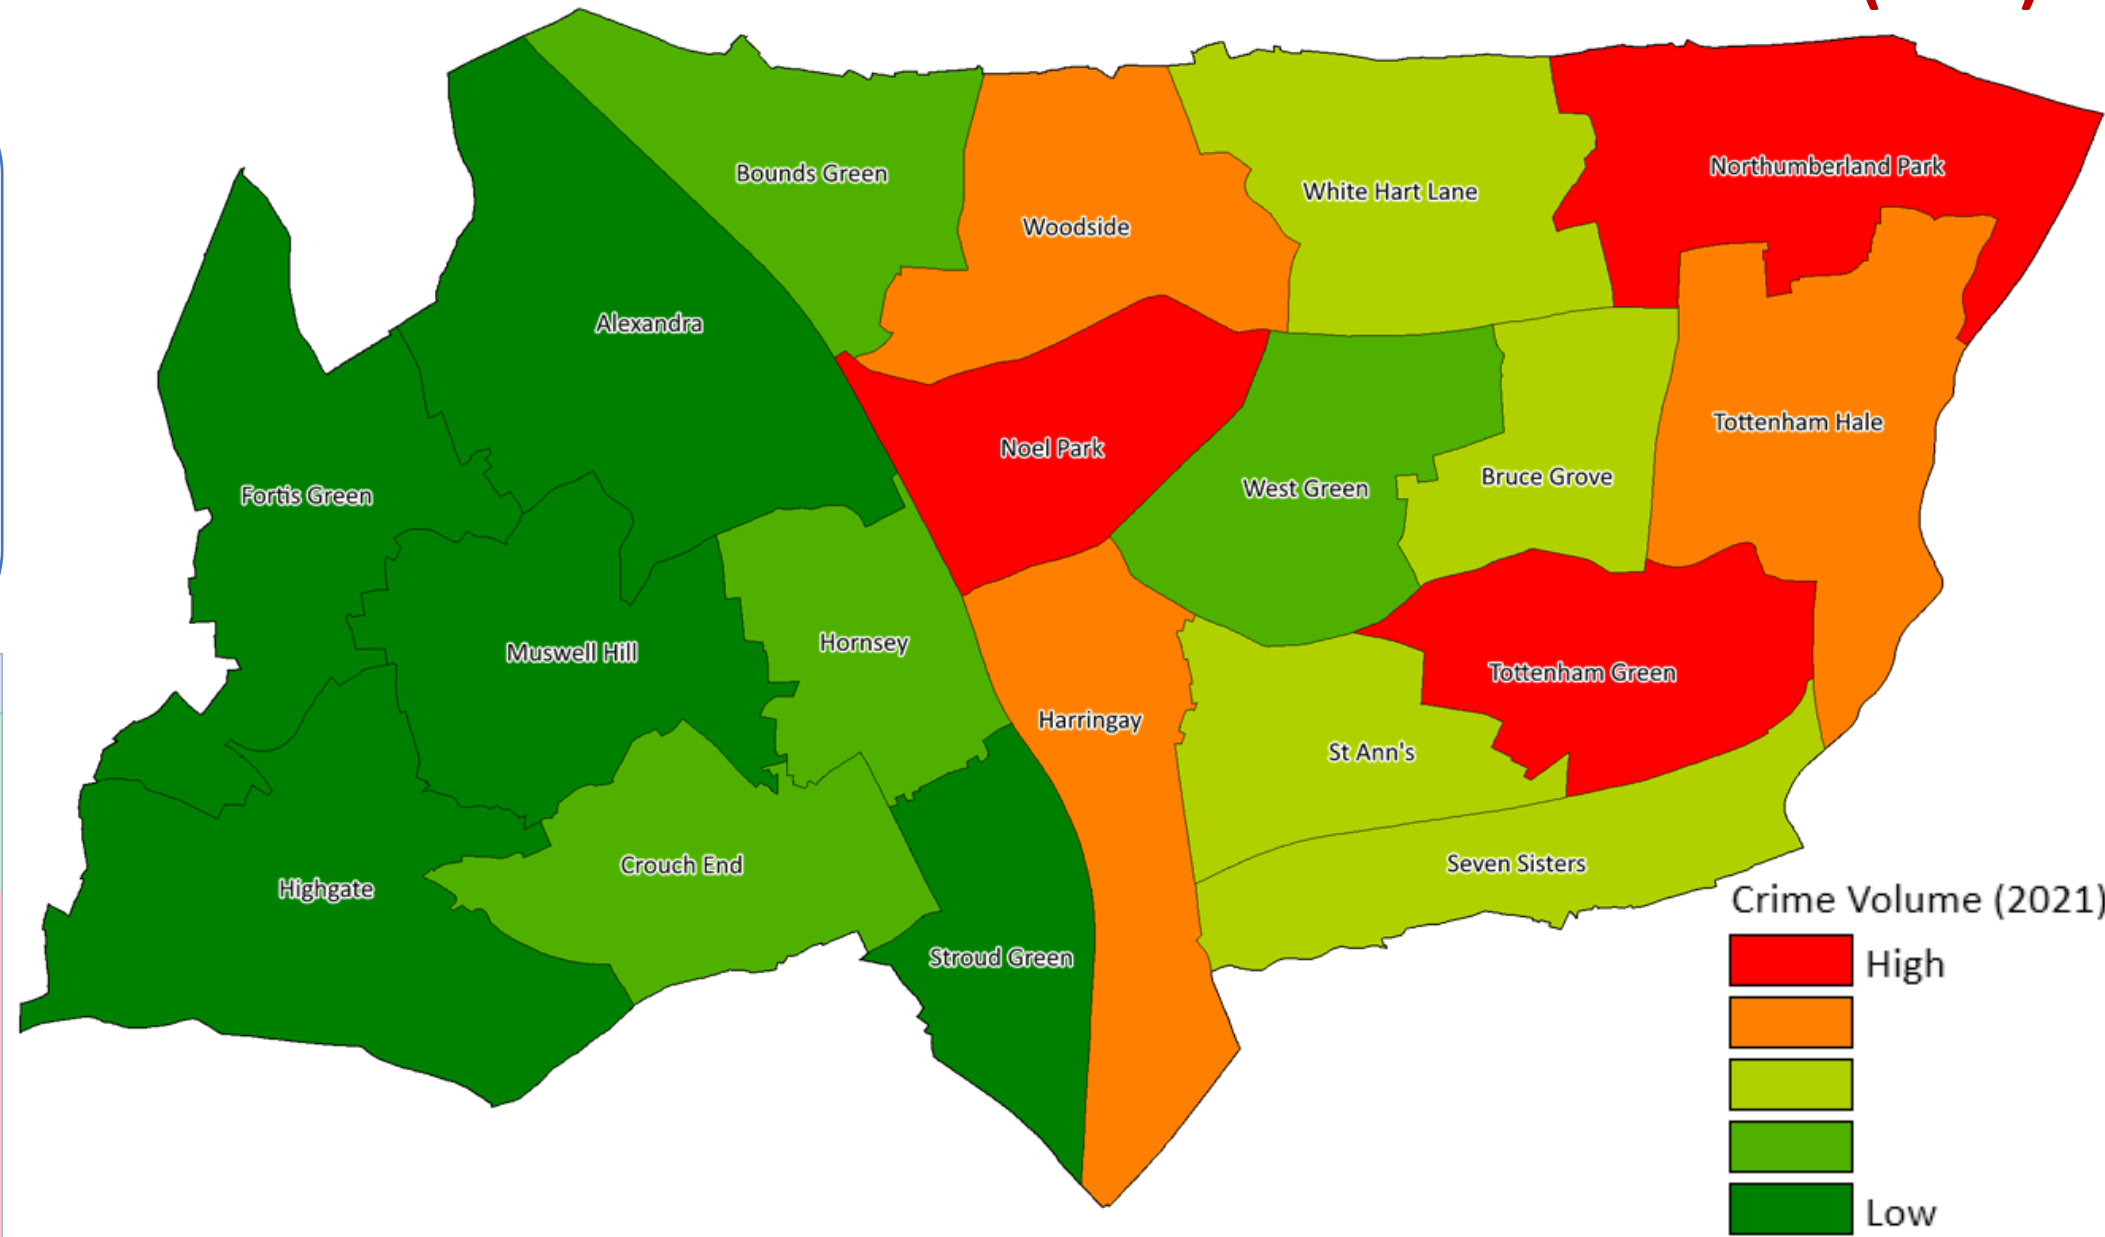 Bounds Green
Northumberland Park
White Hart Lane
Woodside
Alexandra
Tottenham Hale
Noel Park
Bruce Grove
West Green
Fortis Green
Hornsey
Muswell Hill
Tottenham Green
Harringay
St Ann's
Seven Sisters
Crouch End
Highgate
Stroud Green
Crime Volume (2021)
High
Low